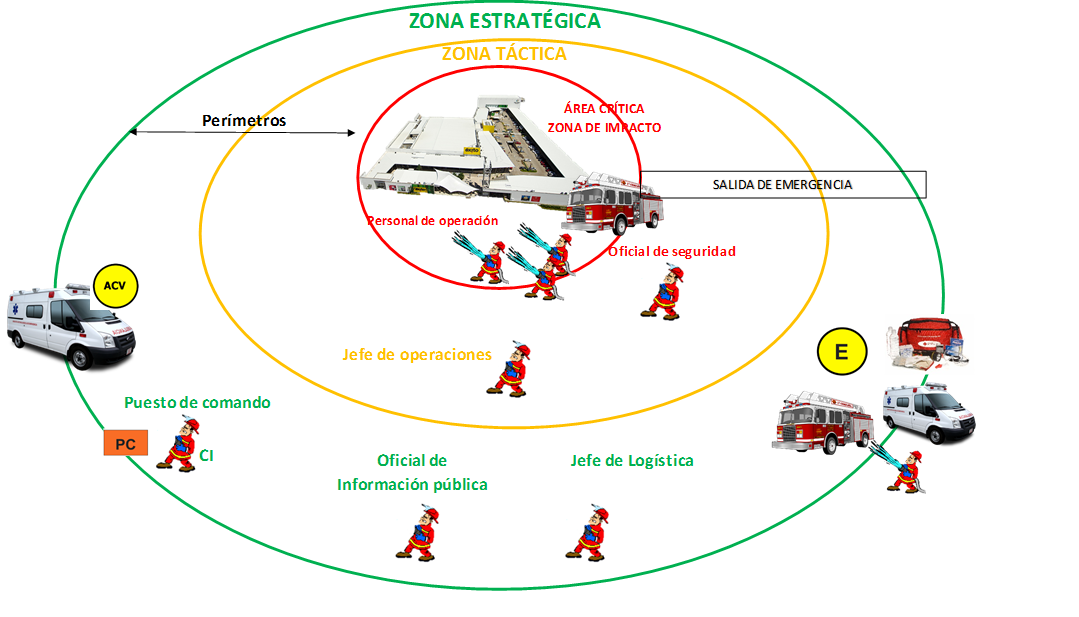 ZONA ESTRATÉGICA
ZONA TÁCTICA
ÁREA CRÍTICA
ZONA DE IMPACTO
Perímetros
SALIDA DE EMERGENCIA
Personal de operación
Oficial de seguridad
ACV
Jefe de operaciones
E
Puesto de comando
PC
CI
Oficial de
Información pública
Jefe de Logística